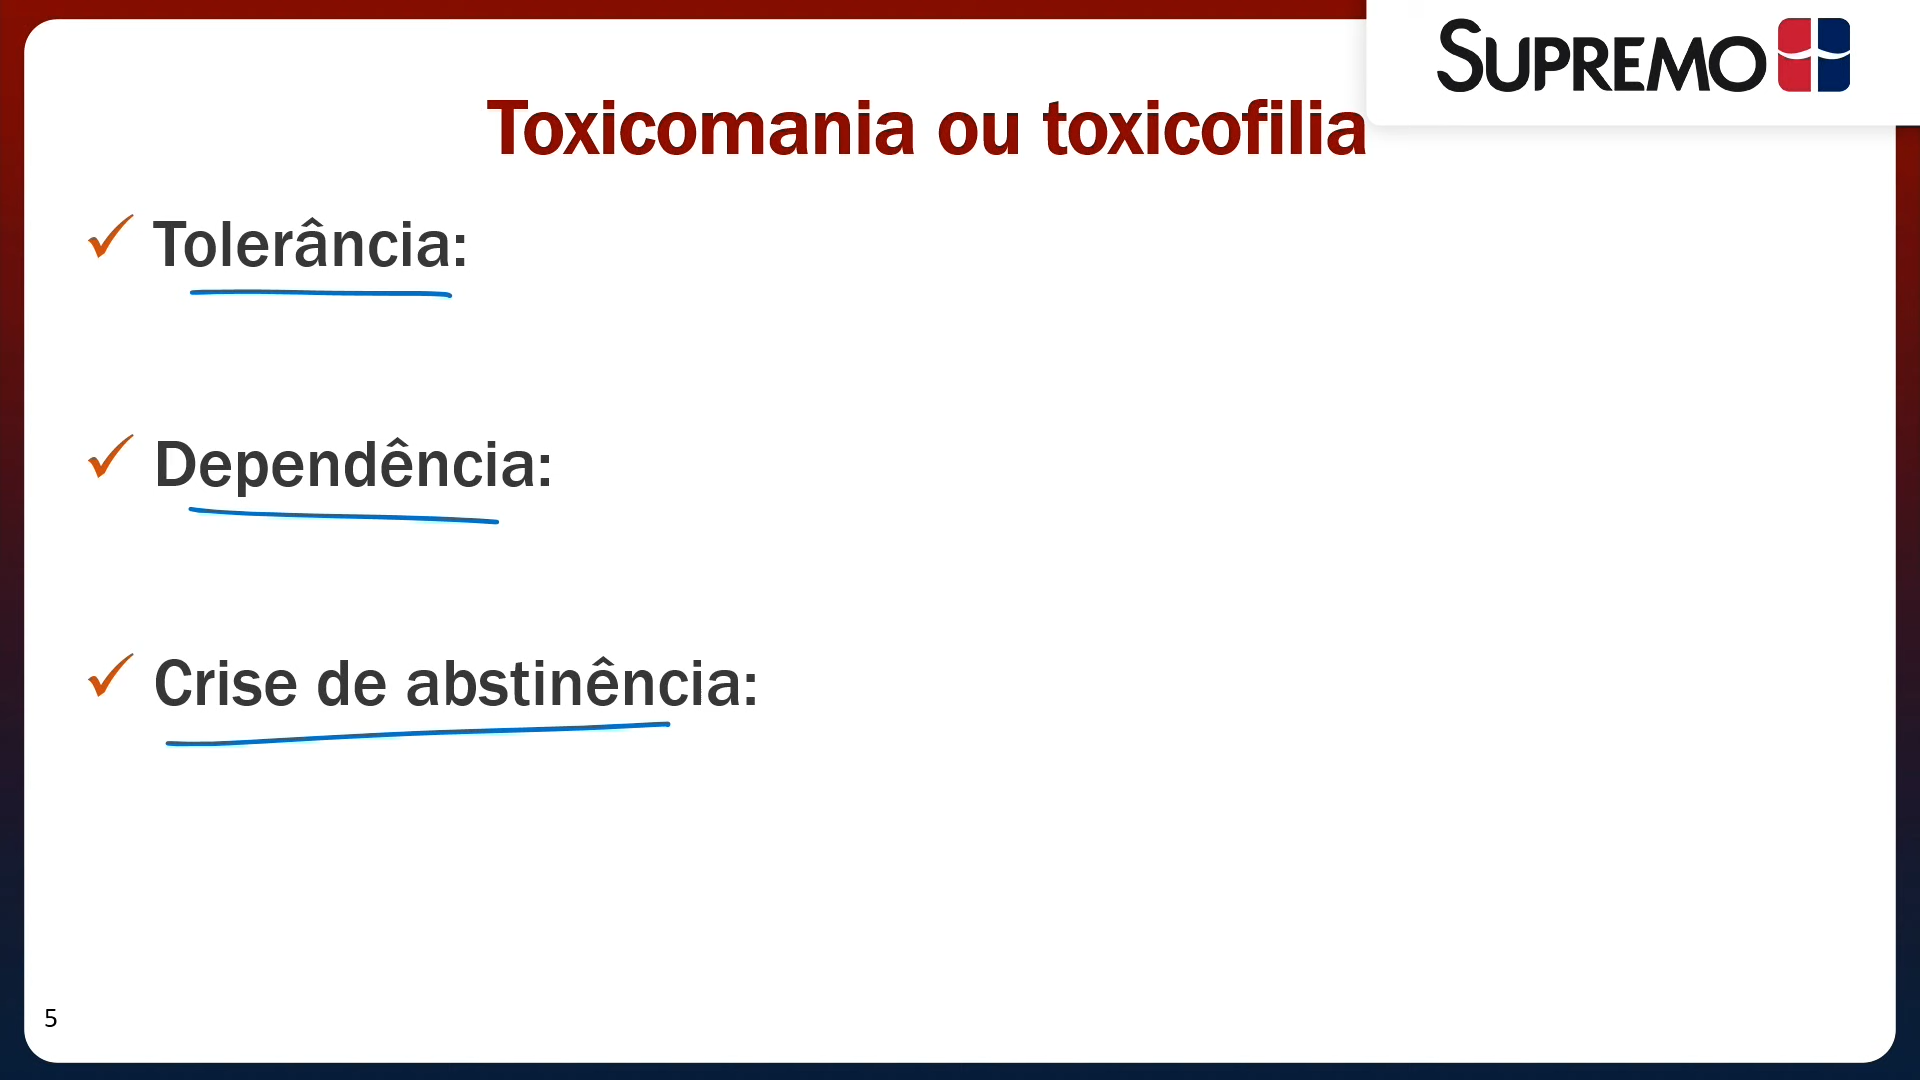 SUPREMO
Toxicomania ou toxicofilia
Tolerância:
Dependência:
Crise de abstinência:
5